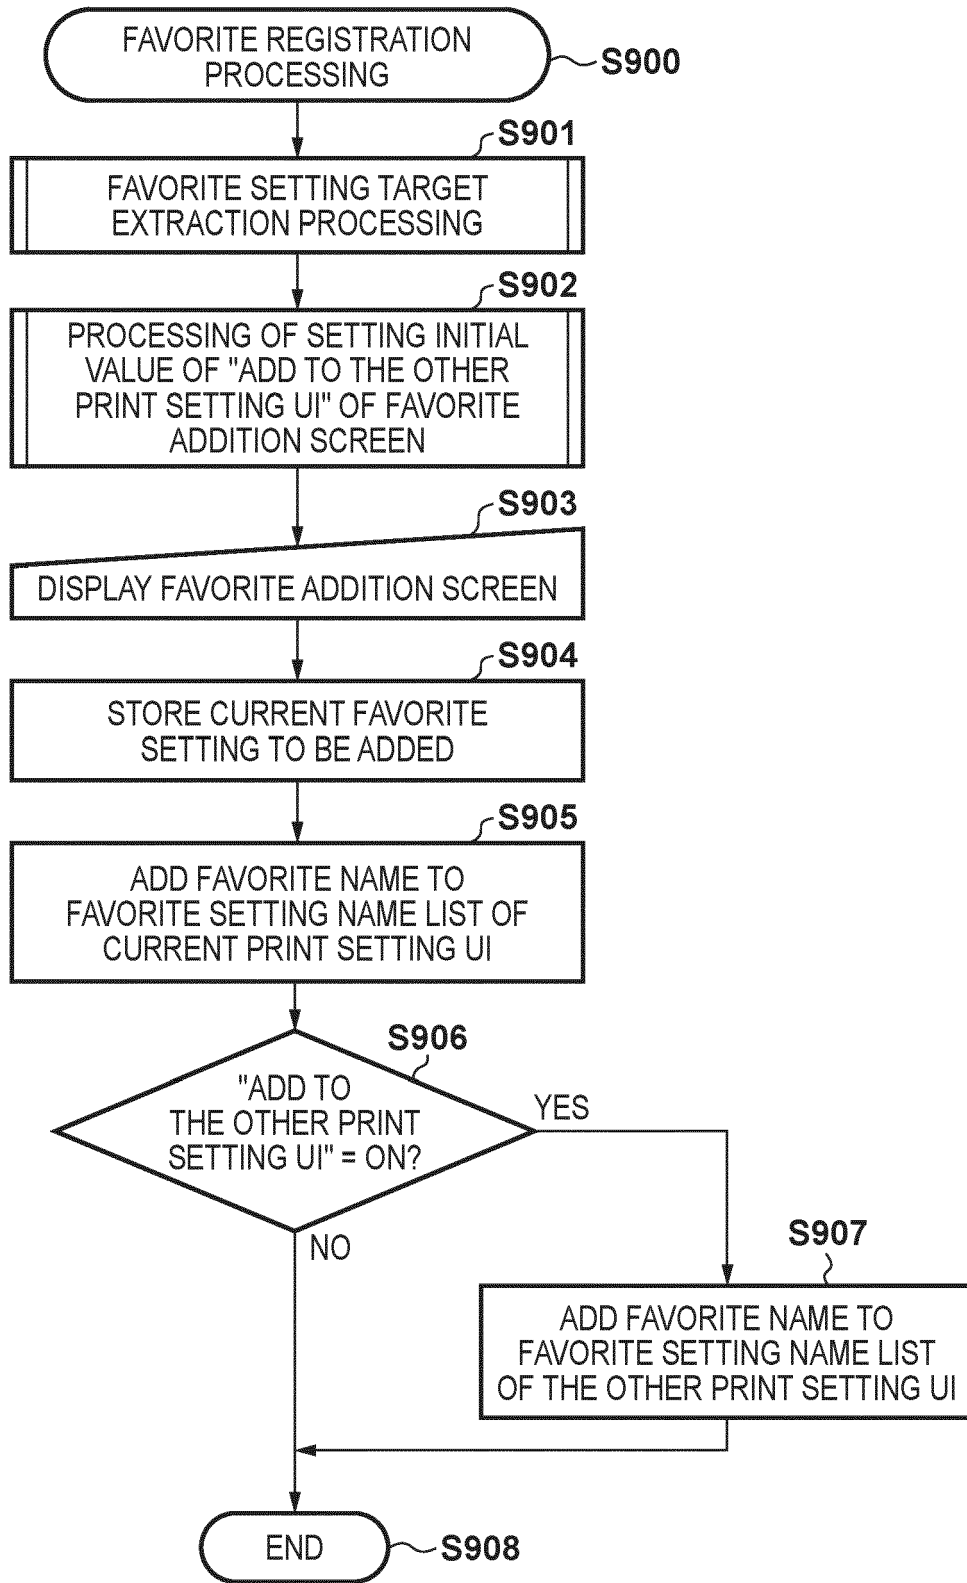 FAVORITE REGISTRATION
PROCESSING
S900
S901
FAVORITE SETTING TARGET
EXTRACTION PROCESSING
S902
PROCESSING OF SETTING INITIAL
VALUE OF "ADD TO THE OTHER
PRINT SETTING UI" OF FAVORITE
ADDITION SCREEN
S903
DISPLAY FAVORITE ADDITION SCREEN
S904
STORE CURRENT FAVORITE
SETTING TO BE ADDED
S905
ADD FAVORITE NAME TO
FAVORITE SETTING NAME LIST OF
CURRENT PRINT SETTING UI
S906
"ADD TO
THE OTHER PRINT
SETTING UI" = ON?
YES
NO
S907
ADD FAVORITE NAME TO
FAVORITE SETTING NAME LIST
OF THE OTHER PRINT SETTING UI
END
S908